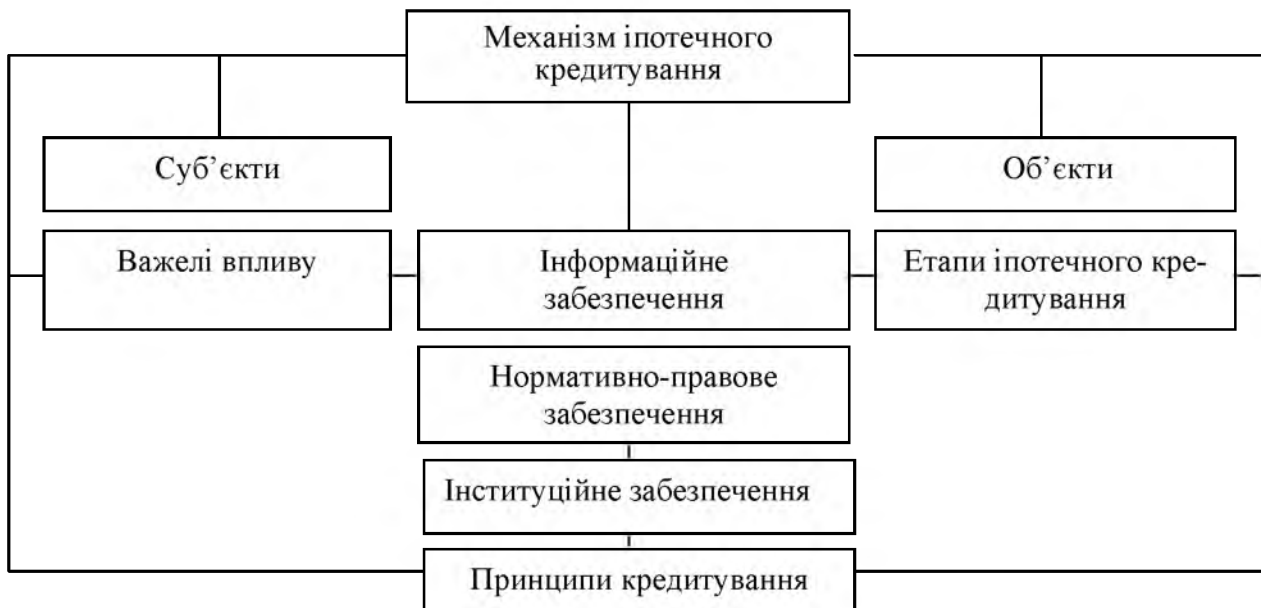 Механізм іпотечного
кредитування
Суб’єкти
Об’єкти
Важелі впливу
Інформаційне
забезпечення
Етапи іпотечного кре-
дитування
Нормативно-правове
забезпечення
Інституційне забезпечення
Принципи кредитування